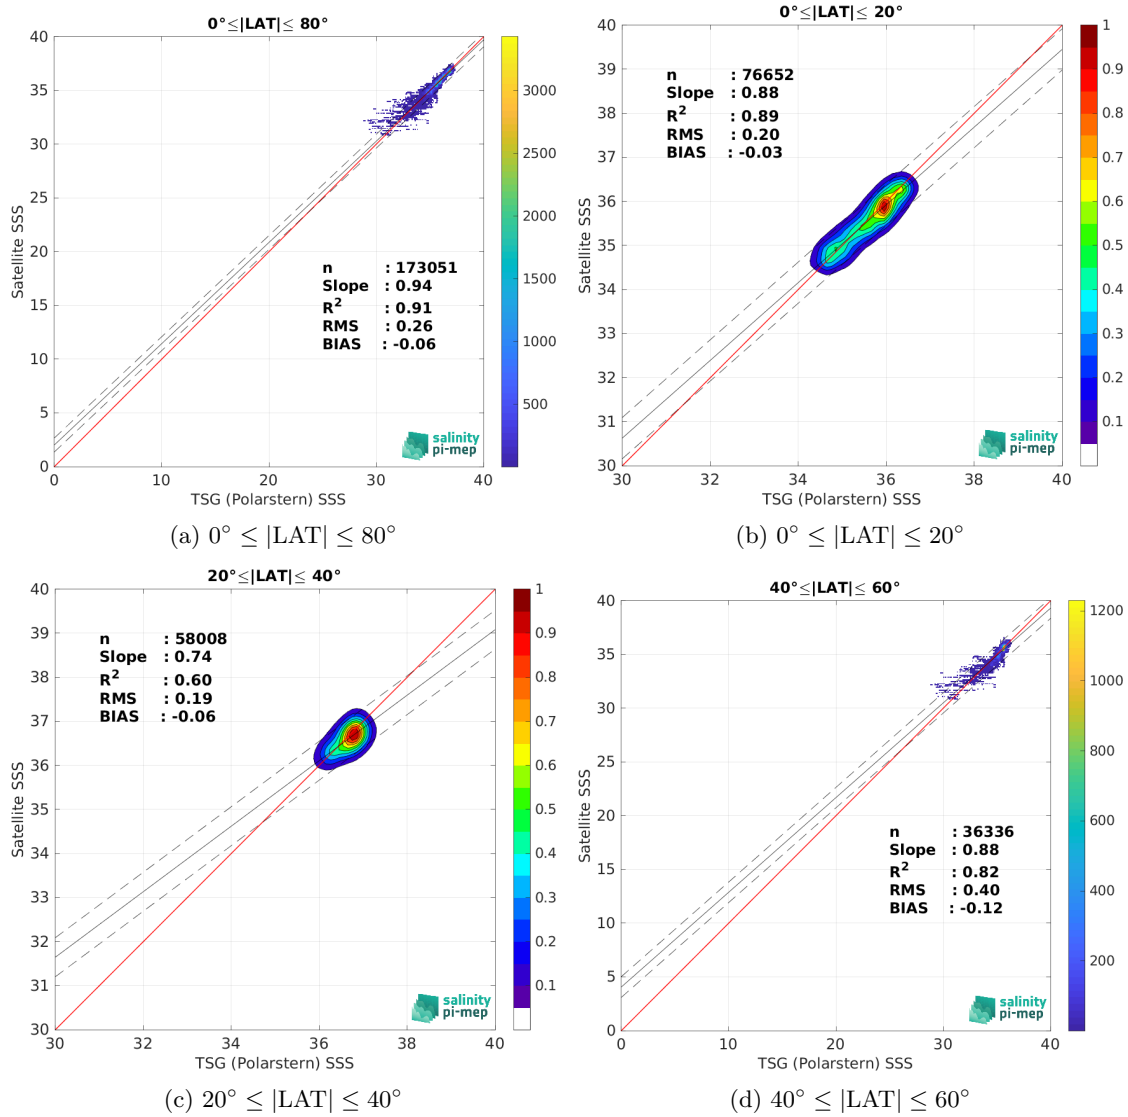 0°≤|LAT|≤ 80°
40
35
30
25
20
15
10
5
0
Satellite SSS
n : 173051
Slope : 0.94
R² : 0.91
RMS : 0.26
BIAS : -0.06
salinity
pi-mep
0 10 20 30 40
TSG (Polarstern) SSS
3000
2500
2000
1500
1000
500
(a) 0° ≤ |LAT| ≤ 80°
0°≤|LAT|≤ 20°
40
39
38
37
36
35
34
33
32
31
30
Satellite SSS
n : 76652
Slope : 0.88
R² : 0.89
RMS : 0.20
BIAS : -0.03
salinity
pi-mep
30 32 34 36 38 40
TSG (Polarstern) SSS
1
0.9
0.8
0.7
0.6
0.5
0.4
0.3
0.2
0.1
(b) 0° ≤ |LAT| ≤ 20°
20°≤|LAT|≤ 40°
40
39
38
37
36
35
34
33
32
31
30
Satellite SSS
n : 58008
Slope : 0.74
R² : 0.60
RMS : 0.19
BIAS : -0.06
salinity
pi-mep
30 32 34 36 38 40
TSG (Polarstern) SSS
1
0.9
0.8
0.7
0.6
0.5
0.4
0.3
0.2
0.1
(c) 20° ≤ |LAT| ≤ 40°
40°≤|LAT|≤ 60°
40
35
30
25
20
15
10
5
0
Satellite SSS
n : 36336
Slope : 0.88
R² : 0.82
RMS : 0.40
BIAS : -0.12
salinity
pi-mep
0 10 20 30 40
TSG (Polarstern) SSS
1200
1000
800
600
400
200
(d) 40° ≤ |LAT| ≤ 60°